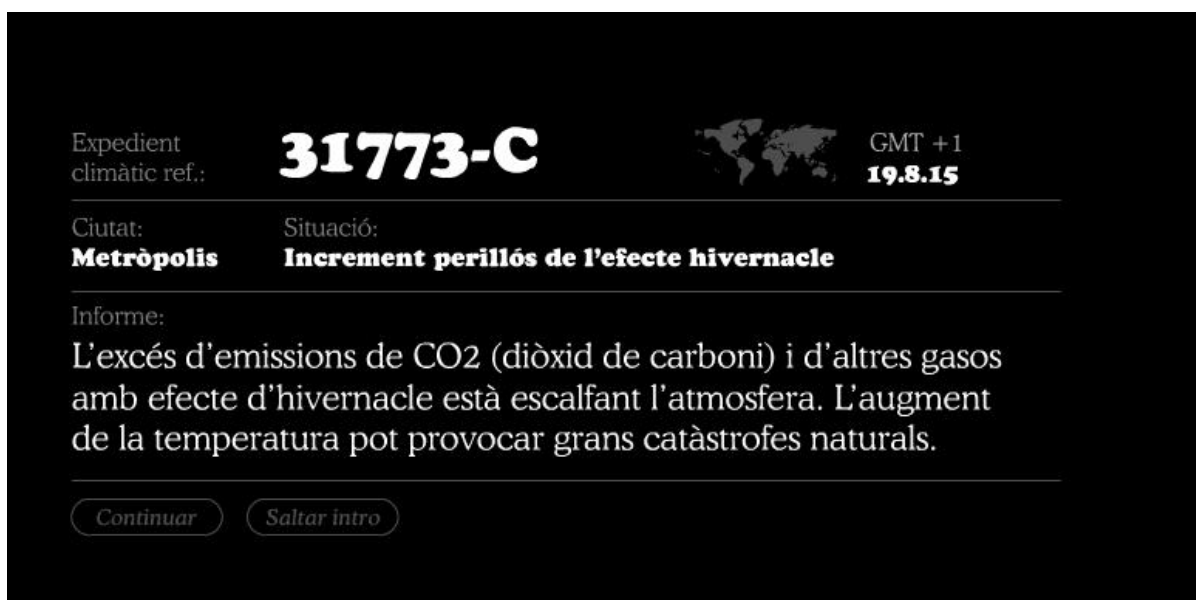 Expedient
climàtic ref.:
31773-C
GMT +1
19.8.15
Ciutat:
Metròpolis
Situació:
Increment perillós de l’efecte hivernacle
Informe:
L’excés d’emissions de CO2 (diòxid de carboni) i d’altres gasos
amb efecte d’hivernacle està escalfant l’atmosfera. L’augment
de la temperatura pot provocar grans catàstrofes naturals.
Continuar
Saltar intro